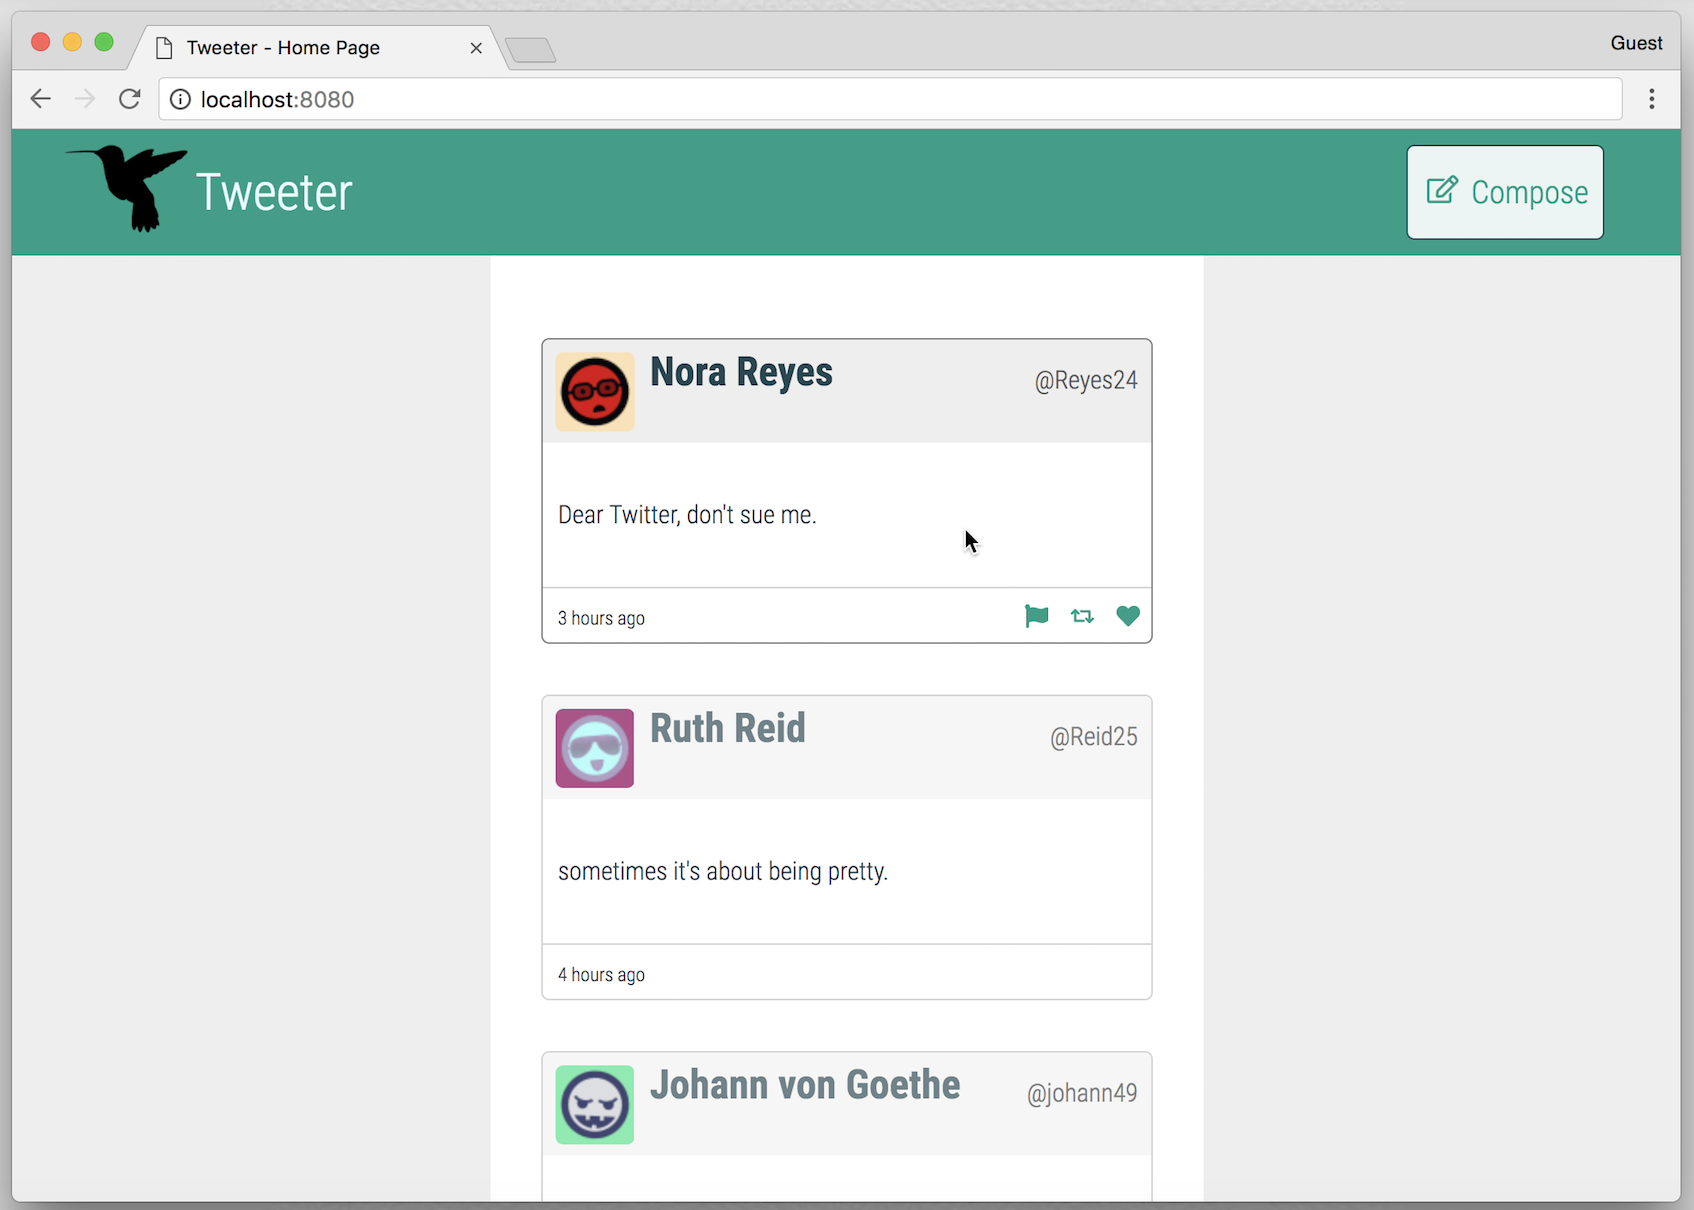 Tweeter - Home Page
Guest
localhost:8080
Tweeter
Compose
Nora Reyes
@Reyes24
Dear Twitter, don't sue me.
3 hours ago
Ruth Reid
@Reid25
sometimes it's about being pretty.
4 hours ago
Johann von Goethe
@johann49